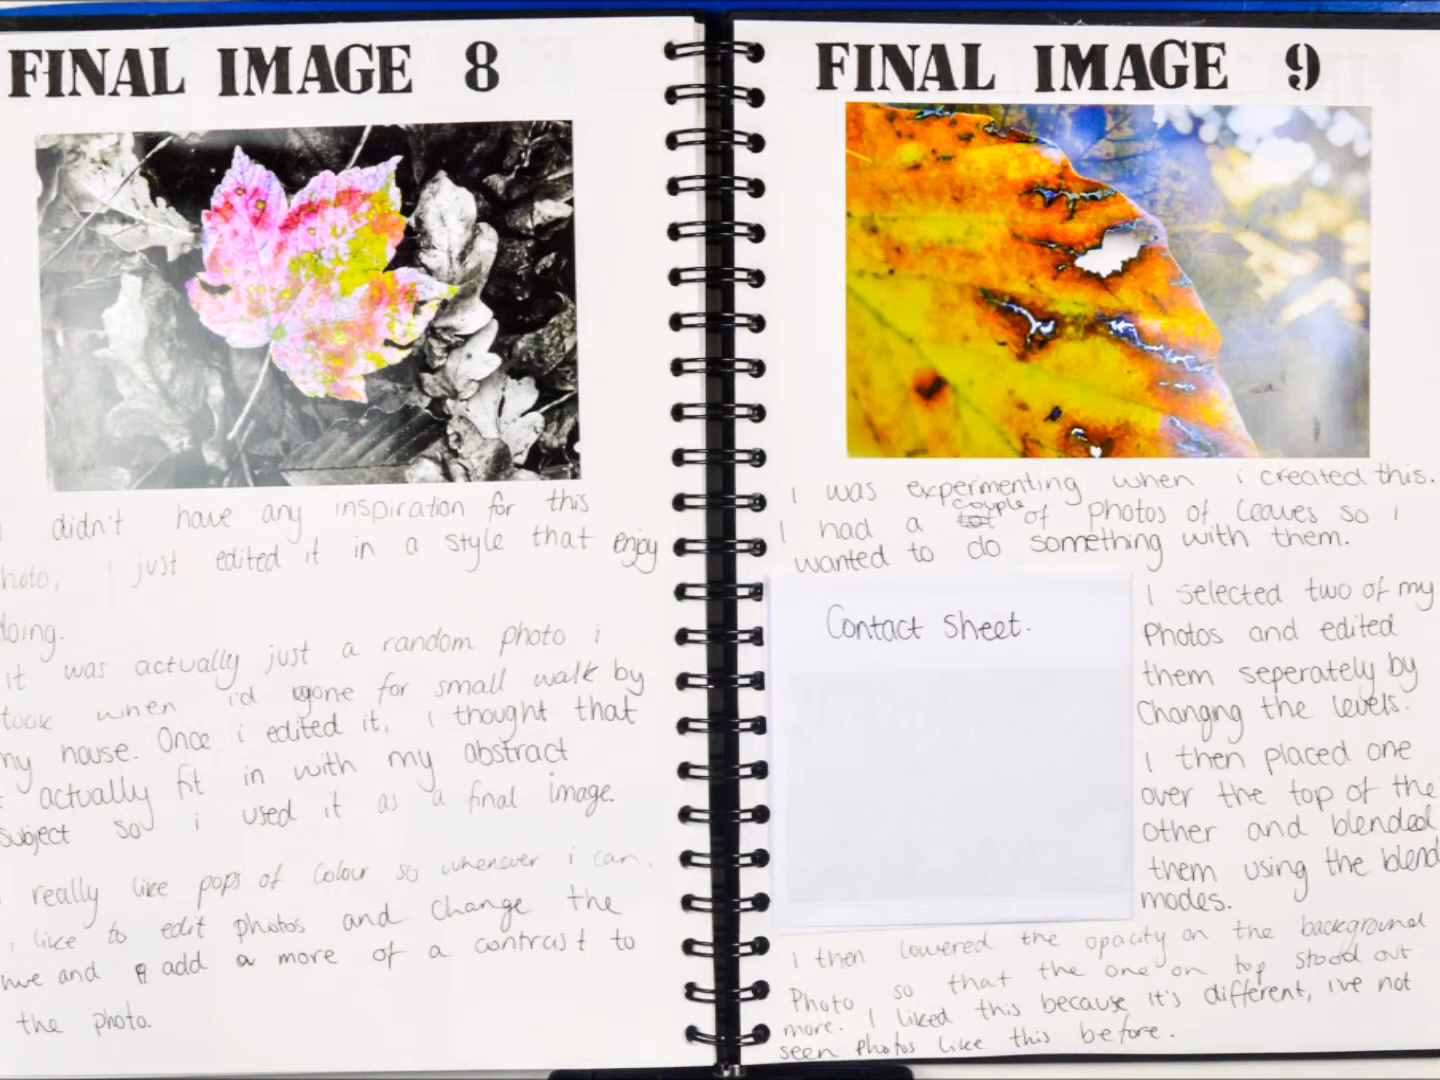 FINAL IMAGE 8
I didn't have any inspiration for this
photo, i just edited it in a style that enjoy
doing.
it was actually just a random photo i
took when i'd gone for small walk by
my house. Once i edited it, i thought that
it actually fit in with my abstract
subject so i used it as a final image.
I really like pops of colour so whenever i can,
i like to edit photos and change the
hue and add a more of a contrast to
the photo.
FINAL IMAGE 9
I was experimenting when i created this.
I had a couple of photos of leaves so i
wanted to do something with them.
Contact Sheet.
I selected two of my
Photos and edited
them seperately by
Changing the levels.
I then placed one
over the top of the
other and blended
them using the blend
modes.
I then lowered the opacity on the background
Photo so that the one on top stood out
more. I liked this because it's different, i've not
seen photos like this before.